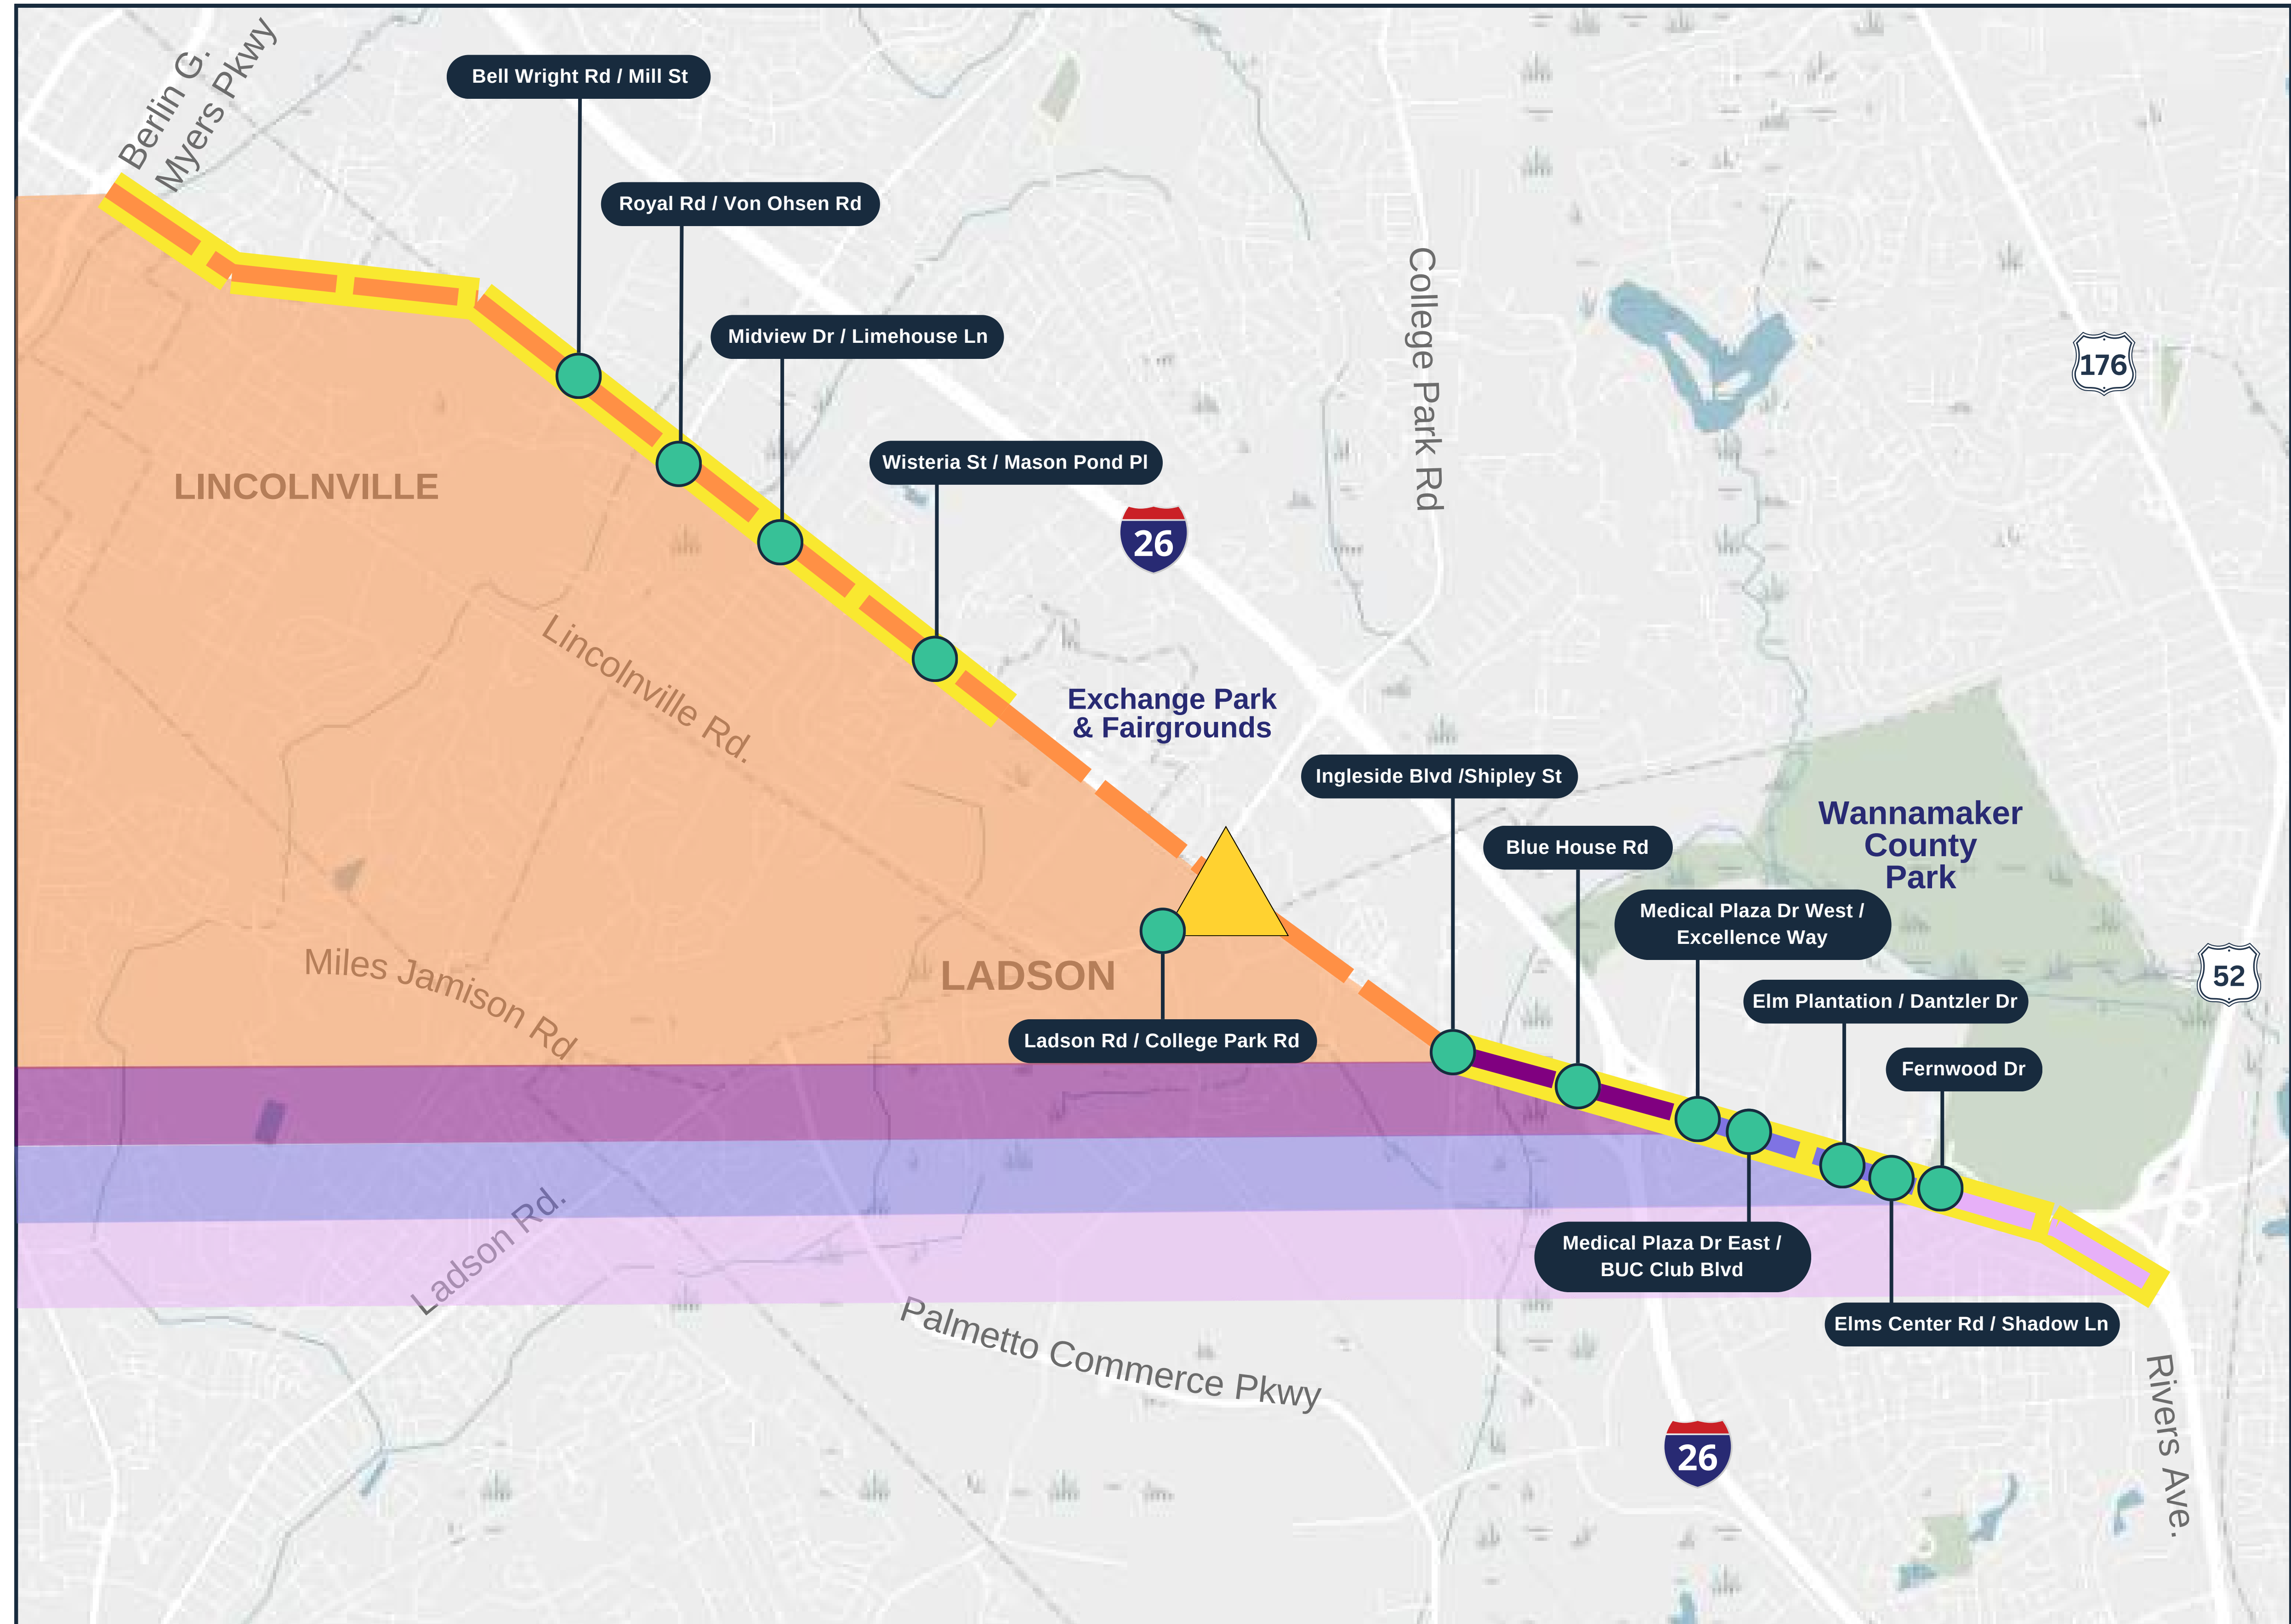 Berlin G.
Myers Pkwy
Bell Wright Rd / Mill St
Royal Rd / Von Ohsen Rd
Midview Dr / Limehouse Ln
College Park Rd
176
Wisteria St / Mason Pond Pl
LINCOLNVILLE
26
Lincolnville Rd.
Exchange Park
& Fairgrounds
Ingleside Blvd /Shipley St
Wannamaker
County
Park
Blue House Rd
Medical Plaza Dr West /
Excellence Way
Miles Jamison Rd
LADSON
52
Elm Plantation / Dantzler Dr
Ladson Rd / College Park Rd
Fernwood Dr
Ladson Rd.
Medical Plaza Dr East /
BUC Club Blvd
Elms Center Rd / Shadow Ln
Palmetto Commerce Pkwy
Rivers Ave.
26